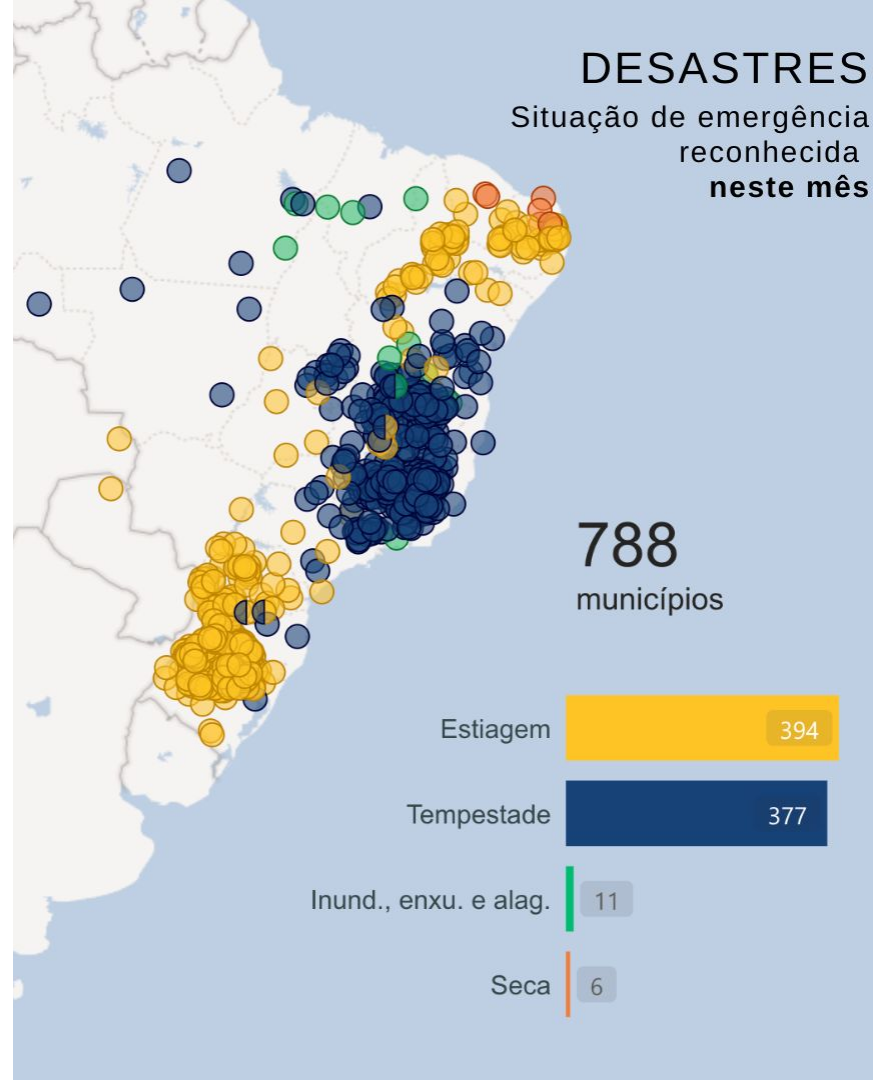 DESASTRES
Situação de emergência
reconhecida
neste mês
788
municípios
Estiagem 394
Tempestade 377
Inund., enxu. e alag. 11
Seca 6